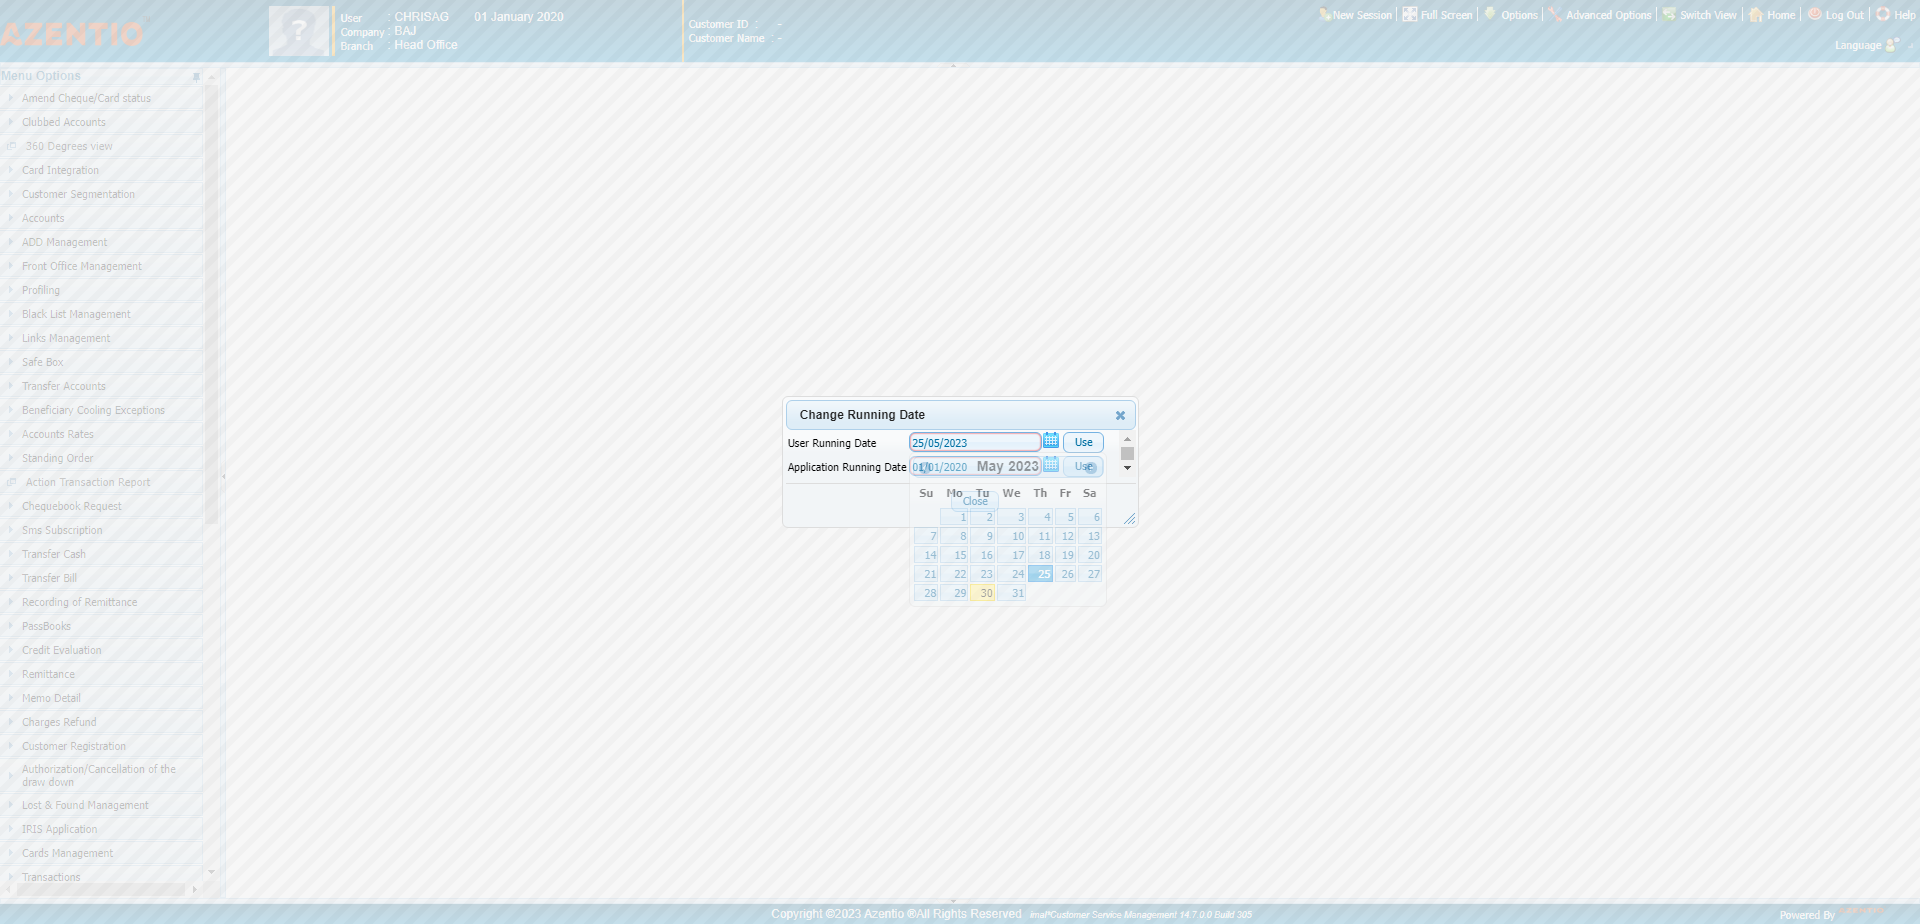 AZENTIO
User : CHRISAG 01 January 2020
Company : BAJ
Branch : Head Office
Customer ID : -
Customer Name : -
New Session Full Screen Options Advanced Options Switch View Home Log Out Help
Language
Menu Options
Amend Cheque/Card status
Clubbed Accounts
360 Degrees view
Card Integration
Customer Segmentation
Accounts
ADD Management
Front Office Management
Profiling
Black List Management
Links Management
Safe Box
Transfer Accounts
Beneficiary Cooling Exceptions
Accounts Rates
Standing Order
Action Transaction Report
Chequebook Request
Sms Subscription
Transfer Cash
Transfer Bill
Recording of Remittance
PassBooks
Credit Evaluation
Remittance
Memo Detail
Charges Refund
Customer Registration
Authorization/Cancellation of the
draw down
Lost & Found Management
IRIS Application
Cards Management
Transactions
Change Running Date
User Running Date 25/05/2023 Use
Application Running Date 01/01/2020 Use
May 2023
Su Mo Tu We Th Fr Sa
Close
1 2 3 4 5 6
7 8 9 10 11 12 13
14 15 16 17 18 19 20
21 22 23 24 25 26 27
28 29 30 31
Copyright ©2023 Azentio ®All Rights Reserved imal*Customer Service Management 14.7.0.0 Build 305
Powered By